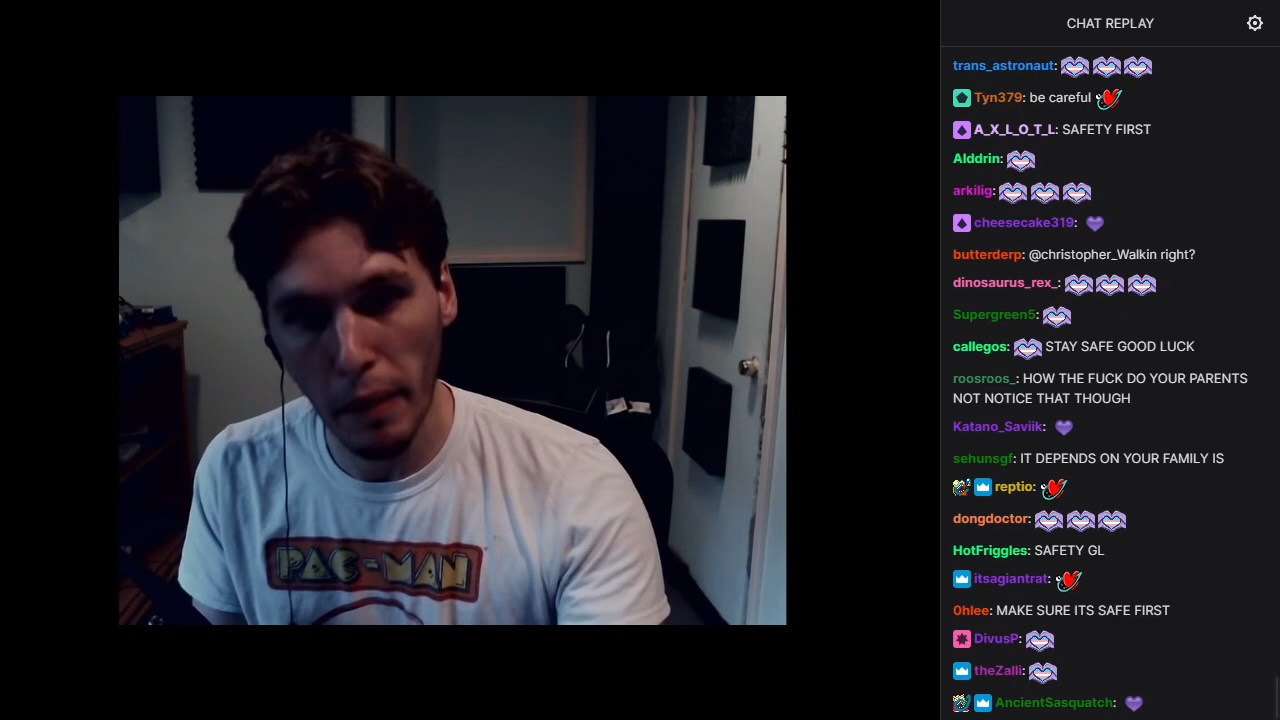 CHAT REPLAY
trans_astronaut:
Tyn379: be careful
A_X_L_O_T_L: SAFETY FIRST
Alddrin:
arkilig:
cheesecake319:
butterderp: @christopher_Walkin right?
dinosaurus_rex_:
Supergreen5:
callegos: STAY SAFE GOOD LUCK
roosroos_: HOW THE FUCK DO YOUR PARENTS
NOT NOTICE THAT THOUGH
Katano_Saviik:
sehunsgf: IT DEPENDS ON YOUR FAMILY IS
reptio:
dongdoctor:
HotFriggles: SAFETY GL
itsagiantrat:
0hlee: MAKE SURE ITS SAFE FIRST
DivusP:
theZalli:
AncientSasquatch:
PAC-MAN